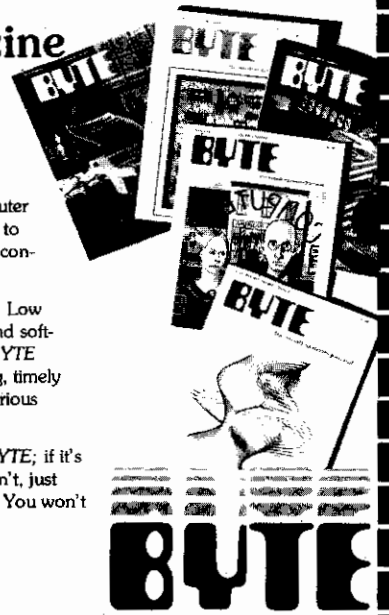 cine
BYTE
BYTE
BYTE
BYTE
BYTE
uter
to
con-
Low
nd soft-
YTE
g, timely
rious
YTE; if it's
n't, just
You won't
BYTE